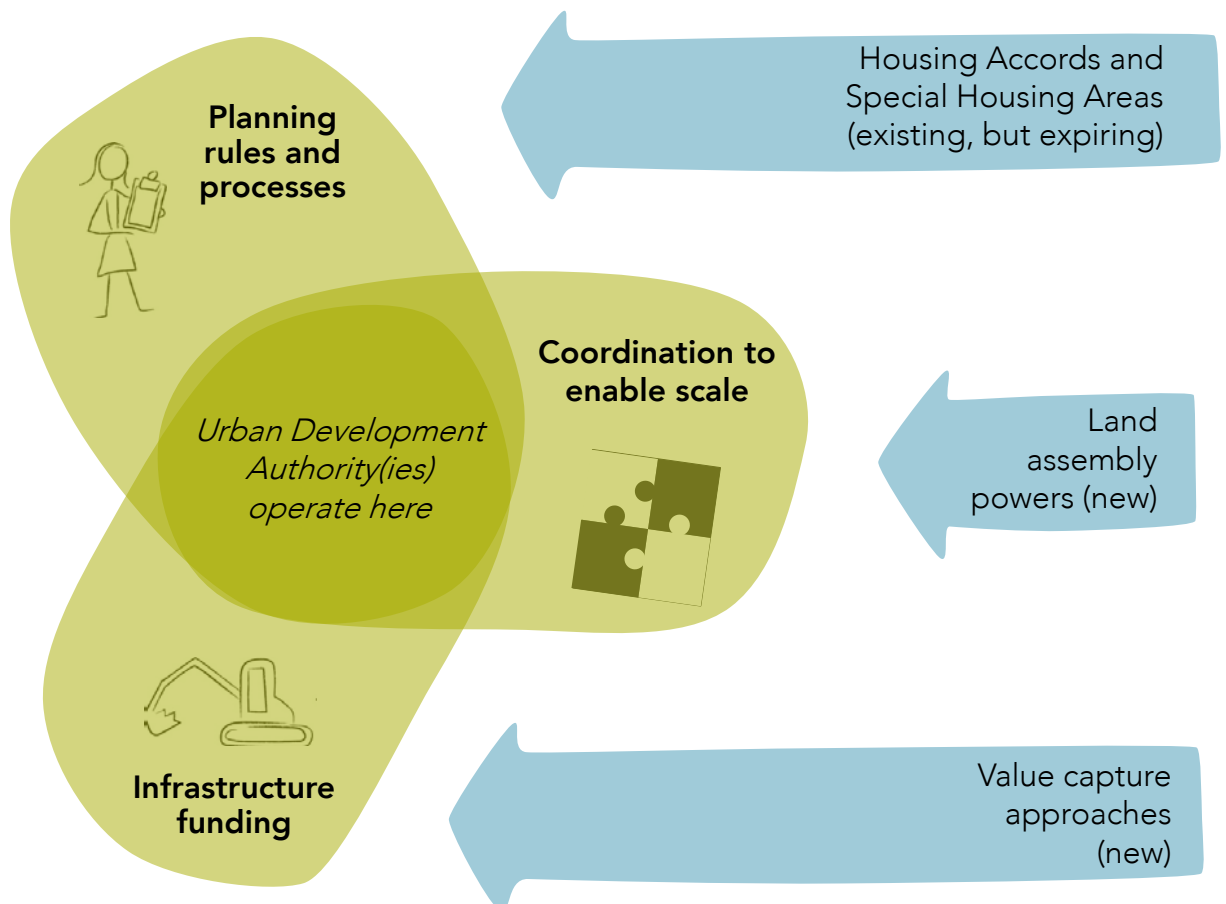 Planning
rules and
processes
Housing Accords and
Special Housing Areas
(existing, but expiring)
Coordination to
enable scale
Urban Development
Authority(ies)
operate here
Land
assembly
powers (new)
Infrastructure
funding
Value capture
approaches
(new)